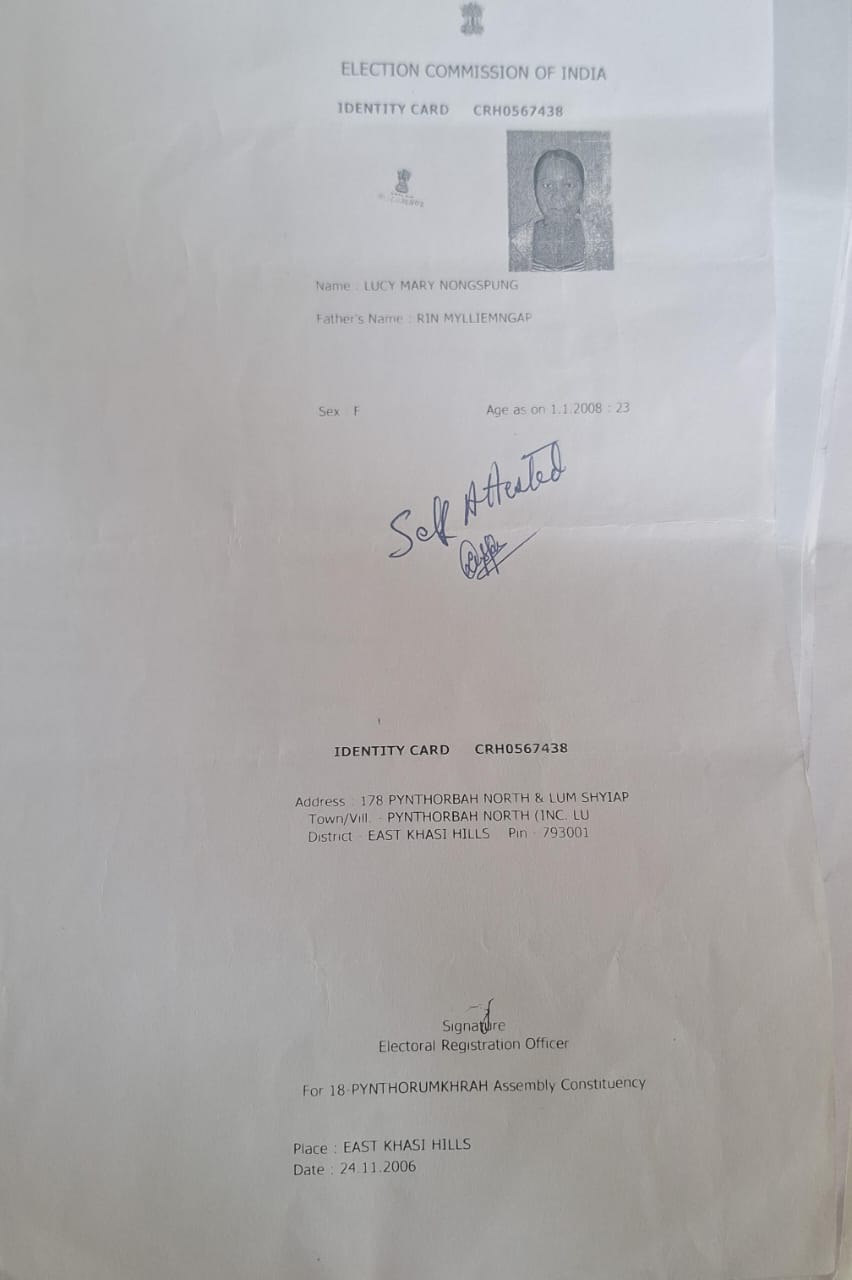 ELECTION COMMISSION OF INDIA
IDENTITY CARD CRH0567438
Name : LUCY MARY NONGSPUNG
Father's Name : RIN MYLLIEMNGAP
Sex : F Age as on 1.1.2008 : 23
Self Attested
IDENTITY CARD CRH0567438
Address : 178 PYNTHORBAH NORTH & LUM SHYIAP
Town/Vill. - PYNTHORBAH NORTH (INC. LU
District - EAST KHASI HILLS Pin - 793001
Signature
Electoral Registration Officer
For 18-PYNTHORUMKHRAH Assembly Constituency
Place : EAST KHASI HILLS
Date : 24.11.2006